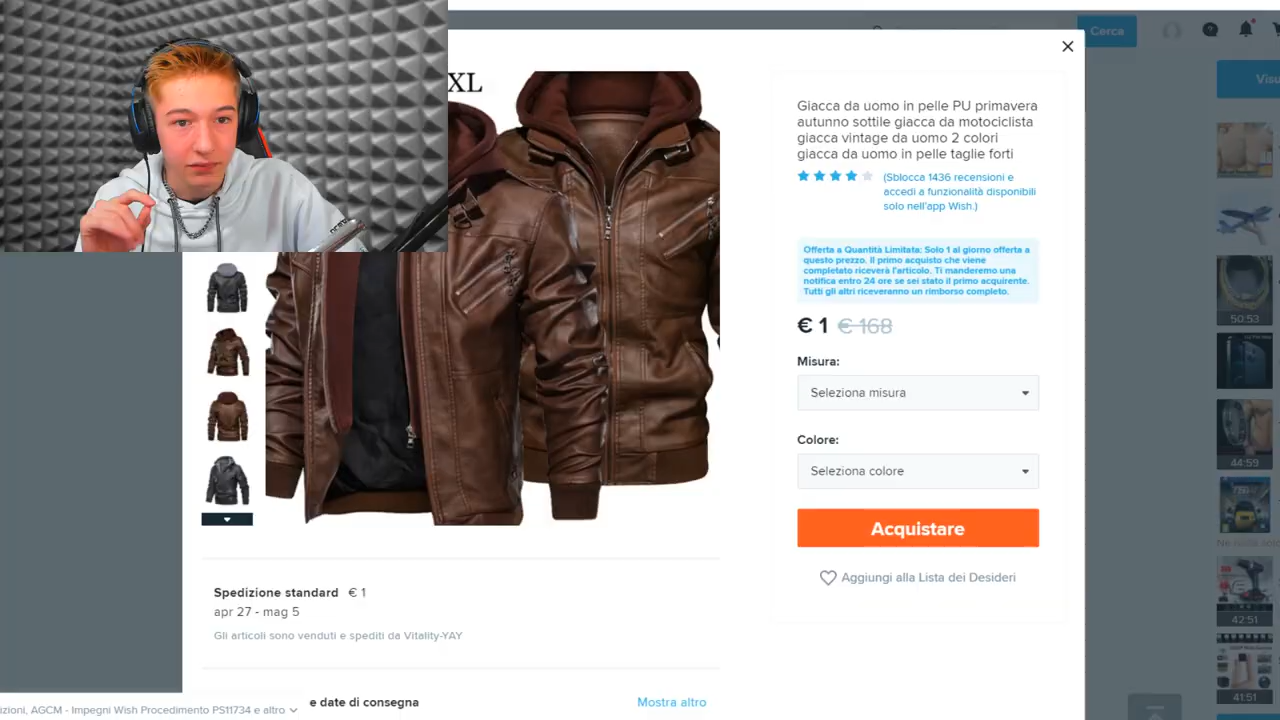 Cerca
XL
Giacca da uomo in pelle PU primavera
autunno sottile giacca da motociclista
giacca vintage da uomo 2 colori
giacca da uomo in pelle taglie forti
(Sblocca 1436 recensioni e
accedi a funzionalità disponibili
solo nell'app Wish.)
Offerta a Quantità Limitata: Solo 1 al giorno offerta a
questo prezzo. Il primo acquisto che viene
completato riceverà l'articolo. Ti manderemo una
notifica entro 24 ore se sei stato il primo acquirente.
Tutti gli altri riceveranno un rimborso completo.
€ 1 € 168
Misura:
Seleziona misura
Colore:
Seleziona colore
Acquistare
Aggiungi alla Lista dei Desideri
Spedizione standard € 1
apr 27 - mag 5
Gli articoli sono venduti e spediti da Vitality-YAY
e date di consegna
Mostra altro
izioni, AGCM - Impegni Wish Procedimento PS11734 e altro
Visu
50:53
44:59
42:51
41:51